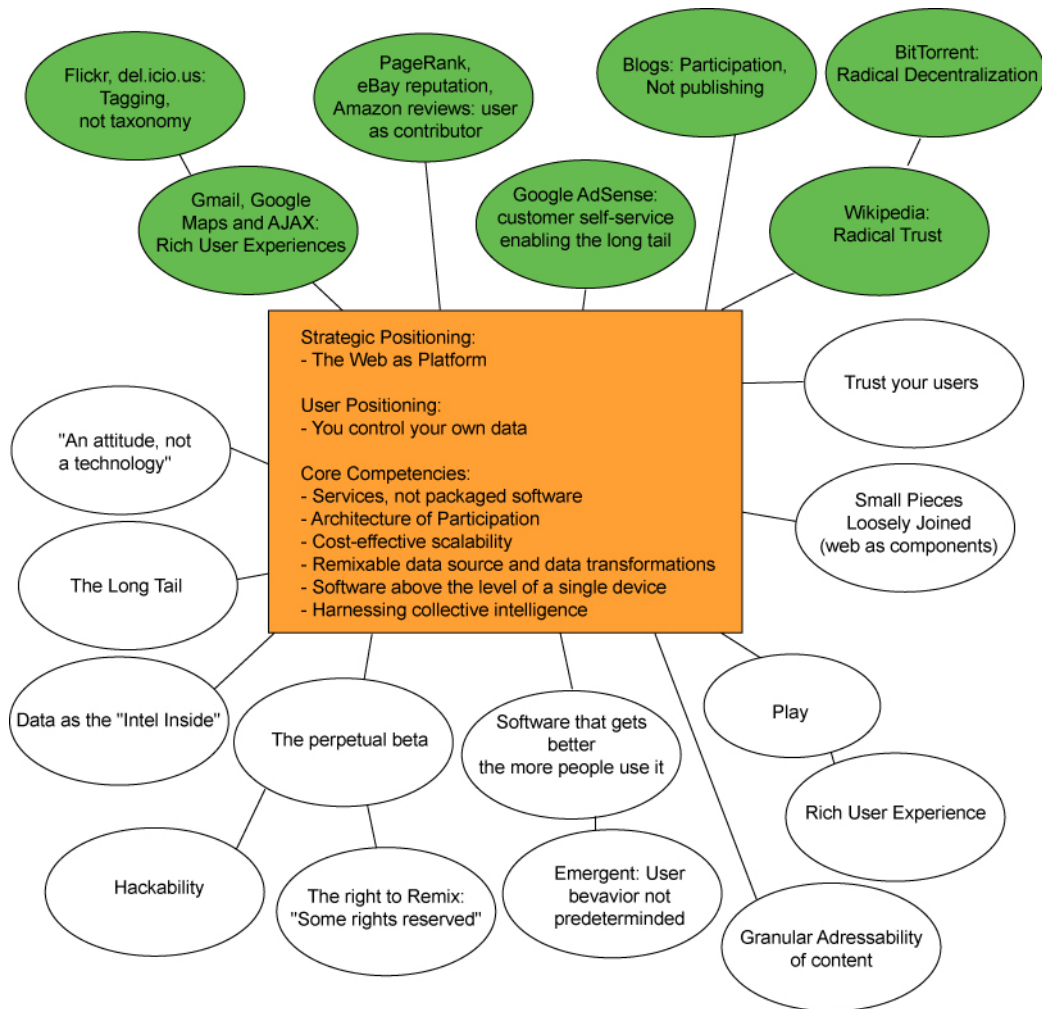 Flickr, del.icio.us:
Tagging,
not taxonomy
PageRank,
eBay reputation,
Amazon reviews: user
as contributor
Blogs: Participation,
Not publishing
BitTorrent:
Radical Decentralization
Gmail, Google
Maps and AJAX:
Rich User Experiences
Google AdSense:
customer self-service
enabling the long tail
Wikipedia:
Radical Trust
Strategic Positioning:
- The Web as Platform
User Positioning:
- You control your own data
Core Competencies:
- Services, not packaged software
- Architecture of Participation
- Cost-effective scalability
- Remixable data source and data transformations
- Software above the level of a single device
- Harnessing collective intelligence
Trust your users
"An attitude, not
a technology"
Small Pieces
Loosely Joined
(web as components)
The Long Tail
Data as the "Intel Inside"
The perpetual beta
Software that gets
better
the more people use it
Play
Rich User Experience
Hackability
The right to Remix:
"Some rights reserved"
Emergent: User
bevavior not
predeterminded
Granular Adressability
of content